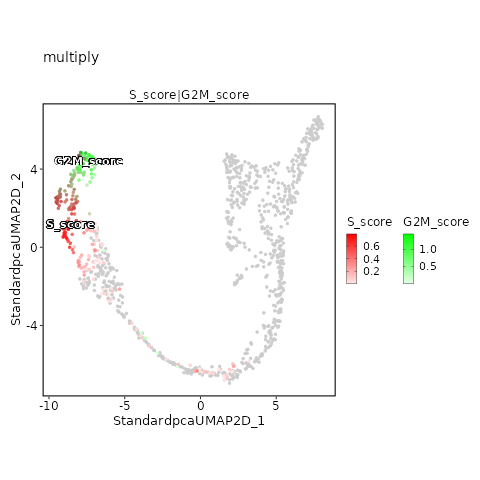 multiply
S_score|G2M_score
G2M_score
S_score
4
0
-4
-10
-5
0
5
StandardpcaUMAP2D_1
StandardpcaUMAP2D_2
S_score
0.6
0.4
0.2
G2M_score
1.0
0.5